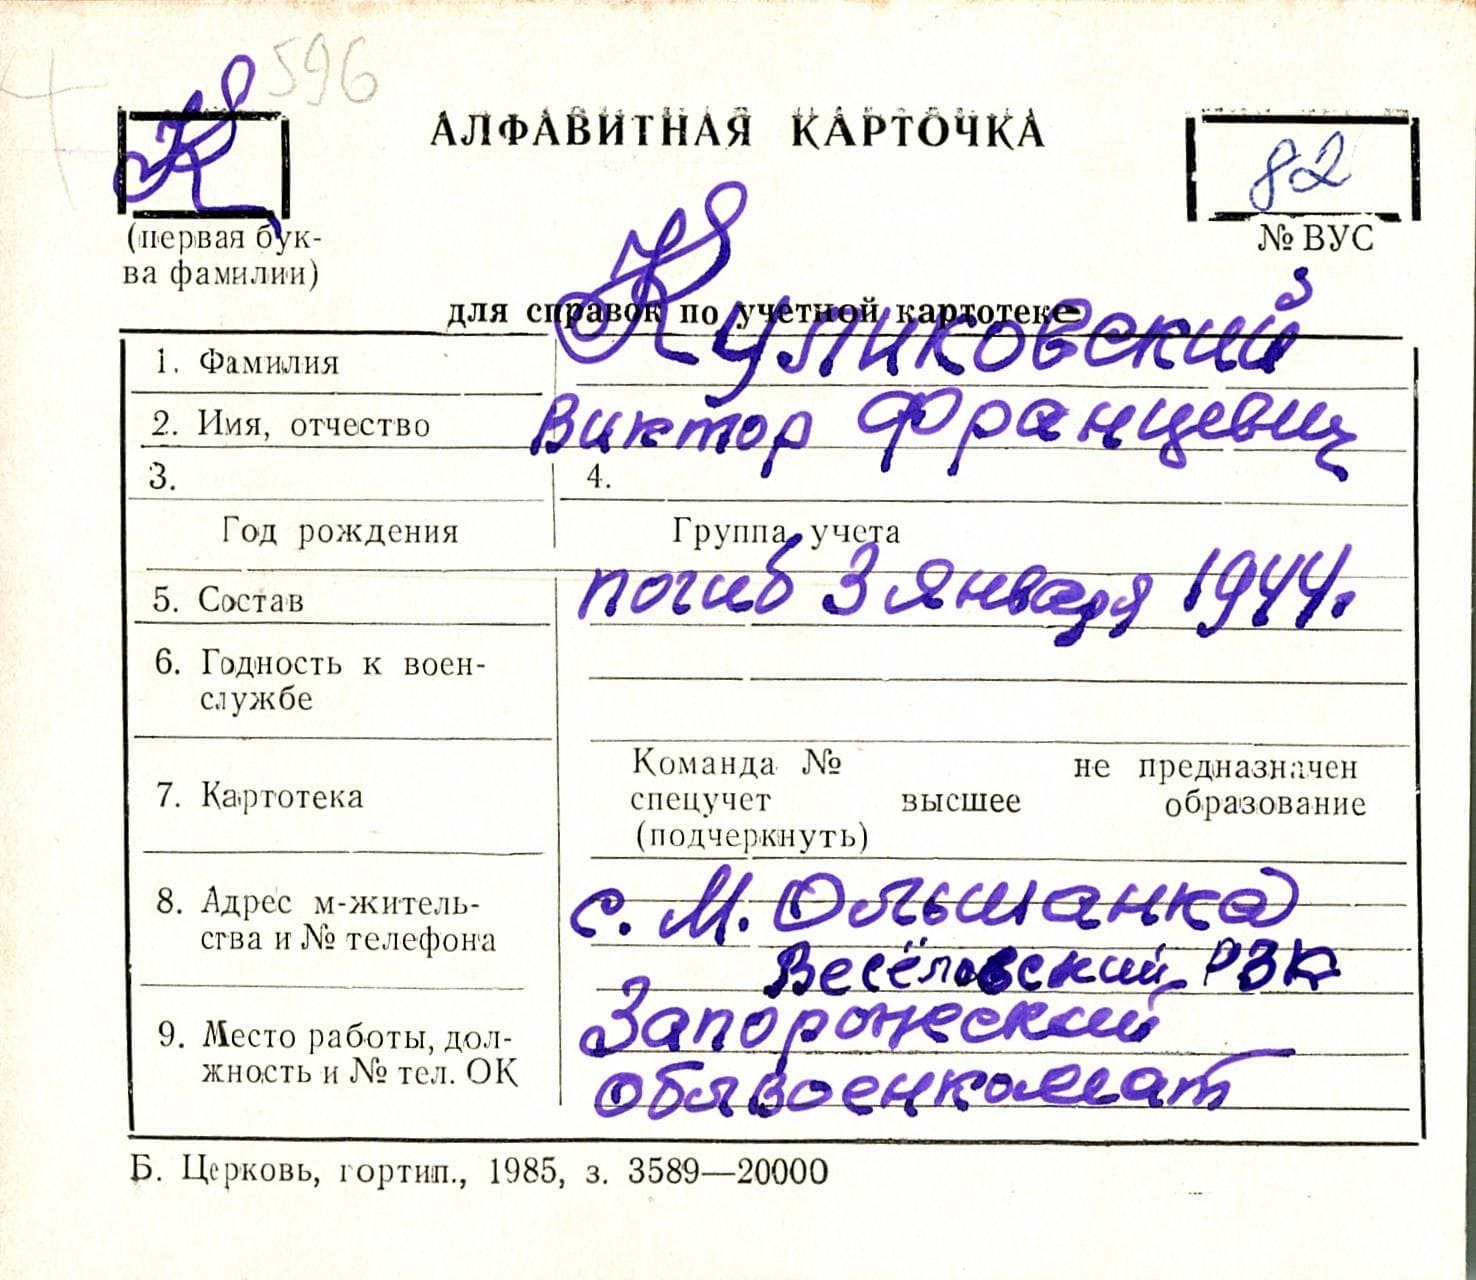 596
К
АЛФАВИТНАЯ КАРТОЧКА
82
(первая бук-
ва фамилии)
№ ВУС
для справок по учетной картотеке
1. Фамилия Куликовский
2. Имя, отчество Виктор Францевич
3. 4.
Год рождения Группа учета
5. Состав погиб 3 января 1944г.
6. Годность к воен-
службе
Команда № не предназначен
7. Картотека спецучет высшее образование
(подчеркнуть)
8. Адрес м-житель- с. М. Ольшанка
ства и № телефона Весёловский РВК
9. Место работы, дол- Запорожский
жность и № тел. ОК Облвоенкомат
Б. Церковь, гортип., 1985, з. 3589—20000